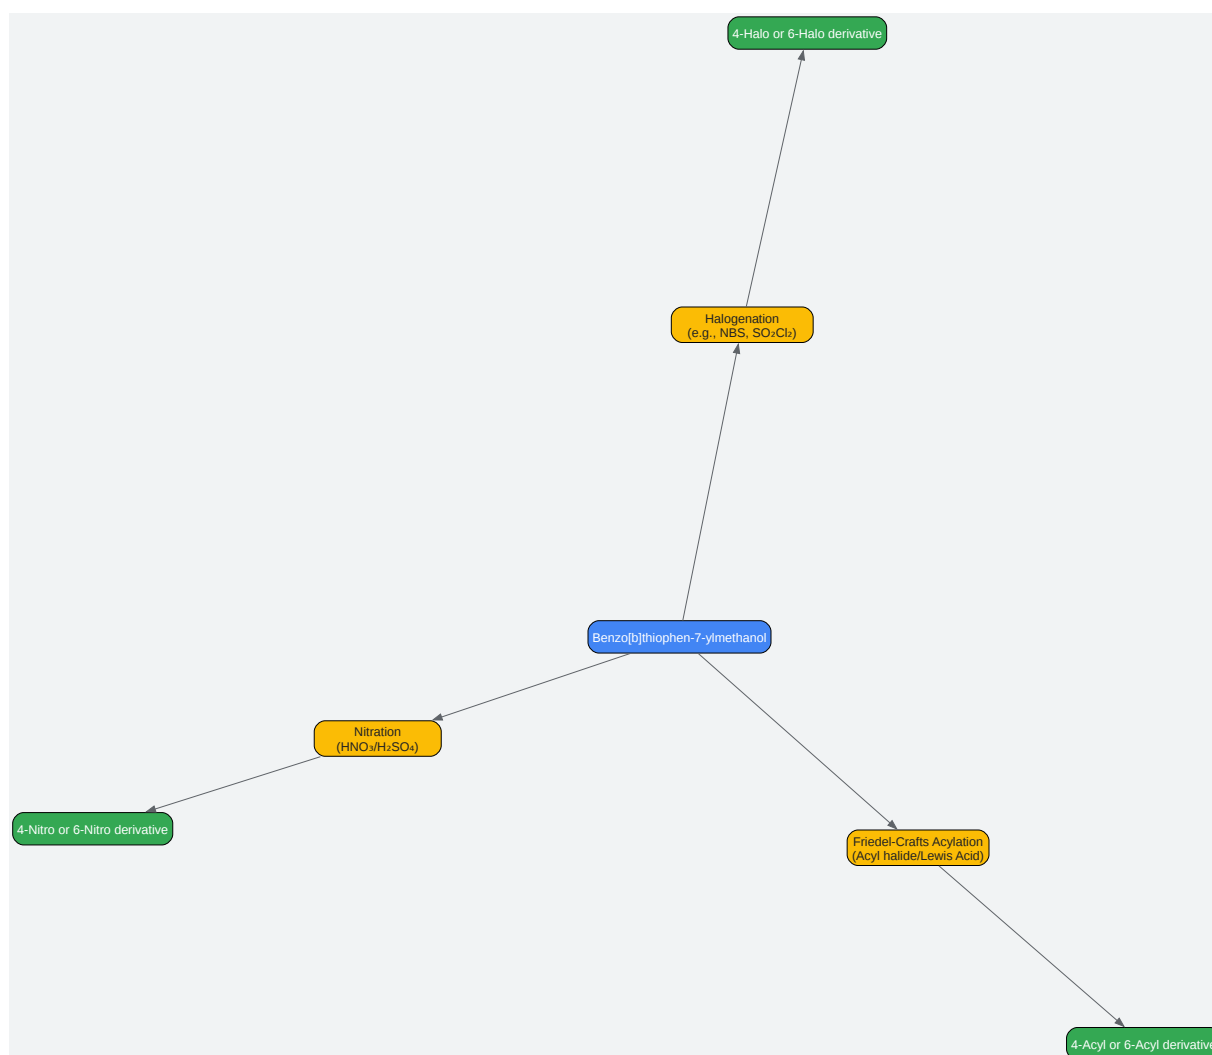 4-Halo or 6-Halo derivative
Halogenation
(e.g., NBS, SO₂Cl₂)
Benzo[b]thiophen-7-ylmethanol
Nitration
(HNO₃/H₂SO₄)
4-Nitro or 6-Nitro derivative
Friedel-Crafts Acylation
(Acyl halide/Lewis Acid)
4-Acyl or 6-Acyl derivative